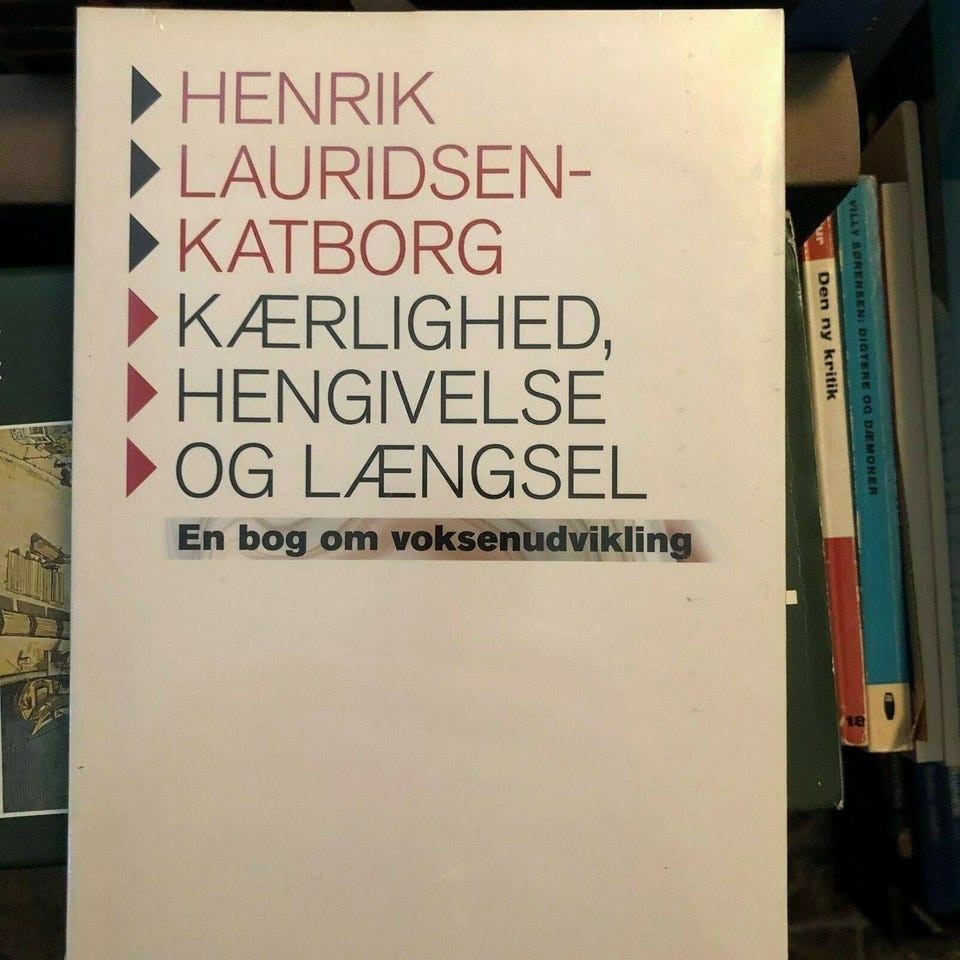 HENRIK
LAURIDSEN-
KATBORG
KÆRLIGHED,
HENGIVELSE
OG LÆNGSEL
En bog om voksenudvikling
Den ny kritik
18
VILLY SØRENSEN: DIGTERE OG DÆMONER